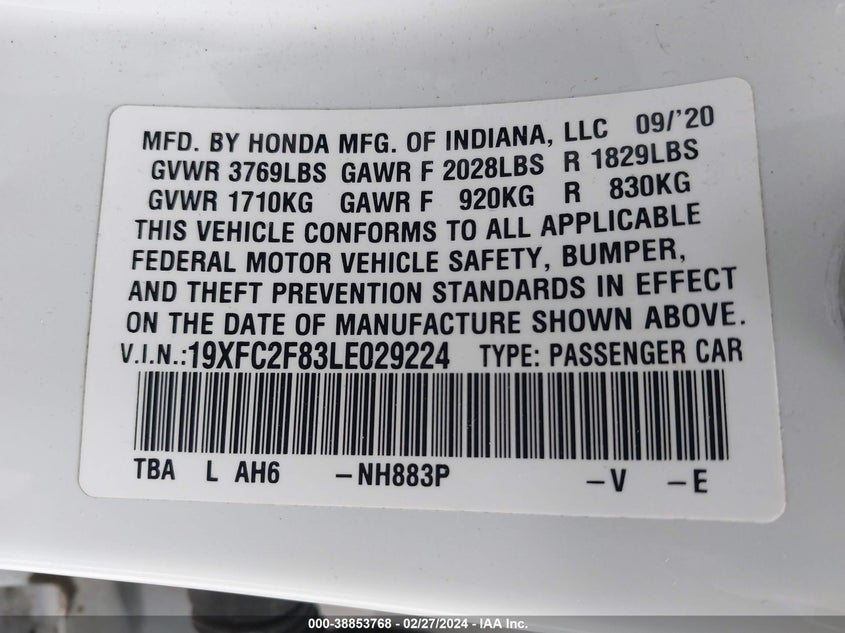 MFD. BY HONDA MFG. OF INDIANA, LLC 09/'20
GVWR 3769LBS GAWR F 2028LBS R 1829LBS
GVWR 1710KG GAWR F 920KG R 830KG
THIS VEHICLE CONFORMS TO ALL APPLICABLE
FEDERAL MOTOR VEHICLE SAFETY, BUMPER,
AND THEFT PREVENTION STANDARDS IN EFFECT
ON THE DATE OF MANUFACTURE SHOWN ABOVE.
V.I.N.:19XFC2F83LE029224 TYPE: PASSENGER CAR
TBA L AH6 –NH883P –V –E
000-38853768 - 02/27/2024 - IAA Inc.